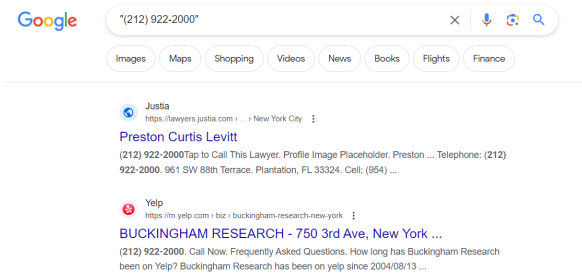 Google "(212) 922-2000"
Images Maps Shopping Videos News Books Flights Finance
Justia
https://lawyers.justia.com › ... › New York City
Preston Curtis Levitt
(212) 922-2000Tap to Call This Lawyer. Profile Image Placeholder. Preston ... Telephone: (212)
922-2000. 961 SW 88th Terrace. Plantation, FL 33324. Cell: (954) ...
Yelp
https://m.yelp.com › biz › buckingham-research-new-york
BUCKINGHAM RESEARCH - 750 3rd Ave, New York ...
(212) 922-2000. Call Now. Frequently Asked Questions. How long has Buckingham Research
been on Yelp? Buckingham Research has been on yelp since 2004/08/13 ...